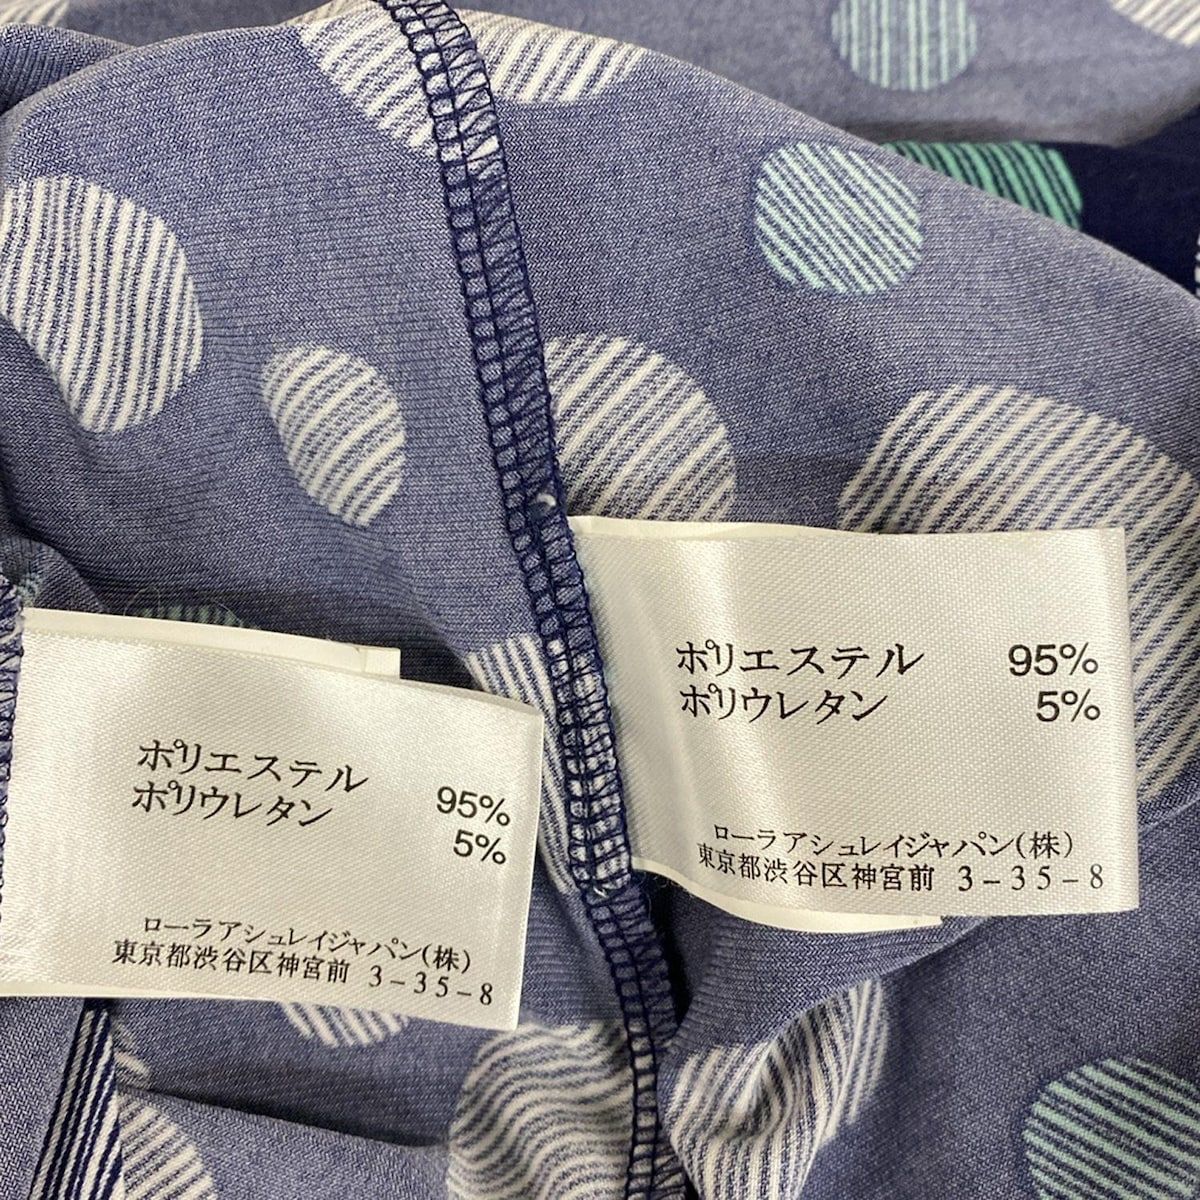 ポリエステル 95%
ポリウレタン 5%
ローラアシュレイジャパン(株)
東京都渋谷区神宮前 3-35-8
ポリエステル 95%
ポリウレタン 5%
ローラアシュレイジャパン(株)
東京都渋谷区神宮前 3-35-8